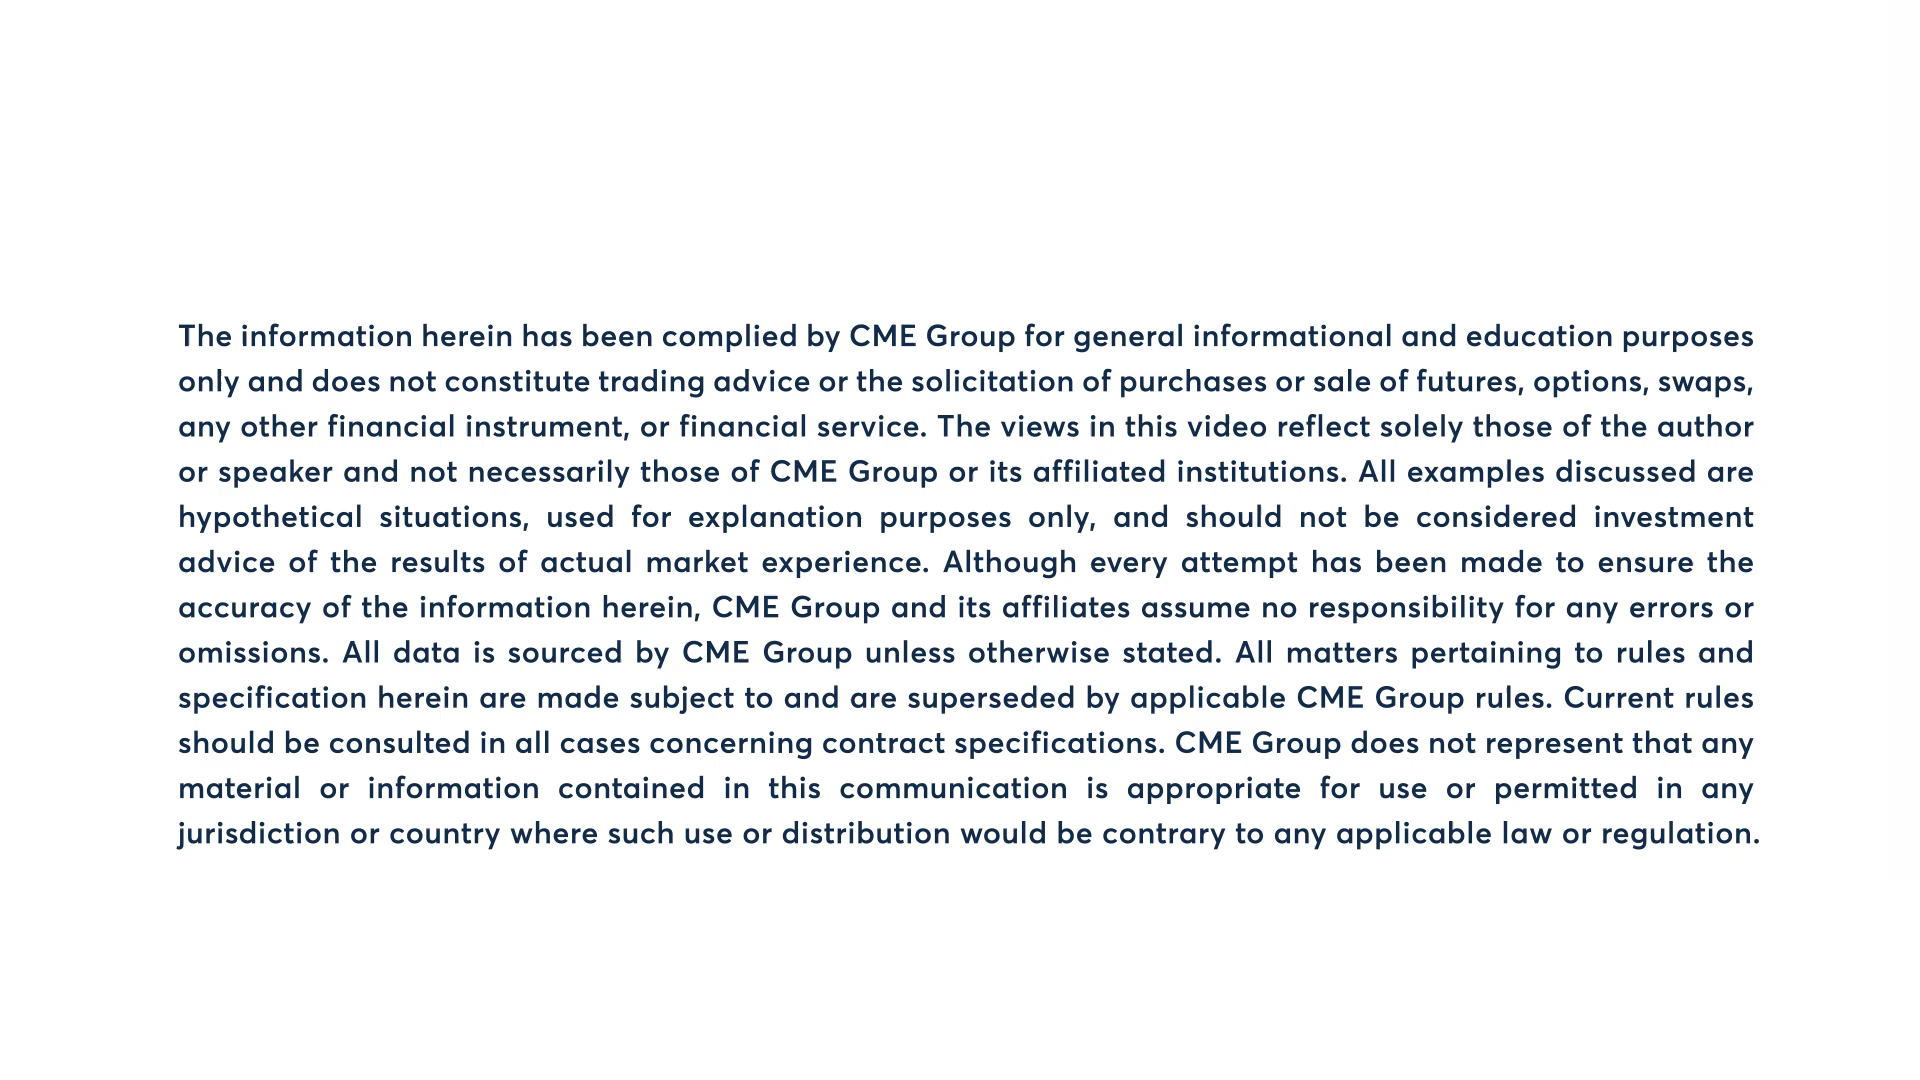 The information herein has been complied by CME Group for general informational and education purposes
only and does not constitute trading advice or the solicitation of purchases or sale of futures, options, swaps,
any other financial instrument, or financial service. The views in this video reflect solely those of the author
or speaker and not necessarily those of CME Group or its affiliated institutions. All examples discussed are
hypothetical situations, used for explanation purposes only, and should not be considered investment
advice of the results of actual market experience. Although every attempt has been made to ensure the
accuracy of the information herein, CME Group and its affiliates assume no responsibility for any errors or
omissions. All data is sourced by CME Group unless otherwise stated. All matters pertaining to rules and
specification herein are made subject to and are superseded by applicable CME Group rules. Current rules
should be consulted in all cases concerning contract specifications. CME Group does not represent that any
material or information contained in this communication is appropriate for use or permitted in any
jurisdiction or country where such use or distribution would be contrary to any applicable law or regulation.